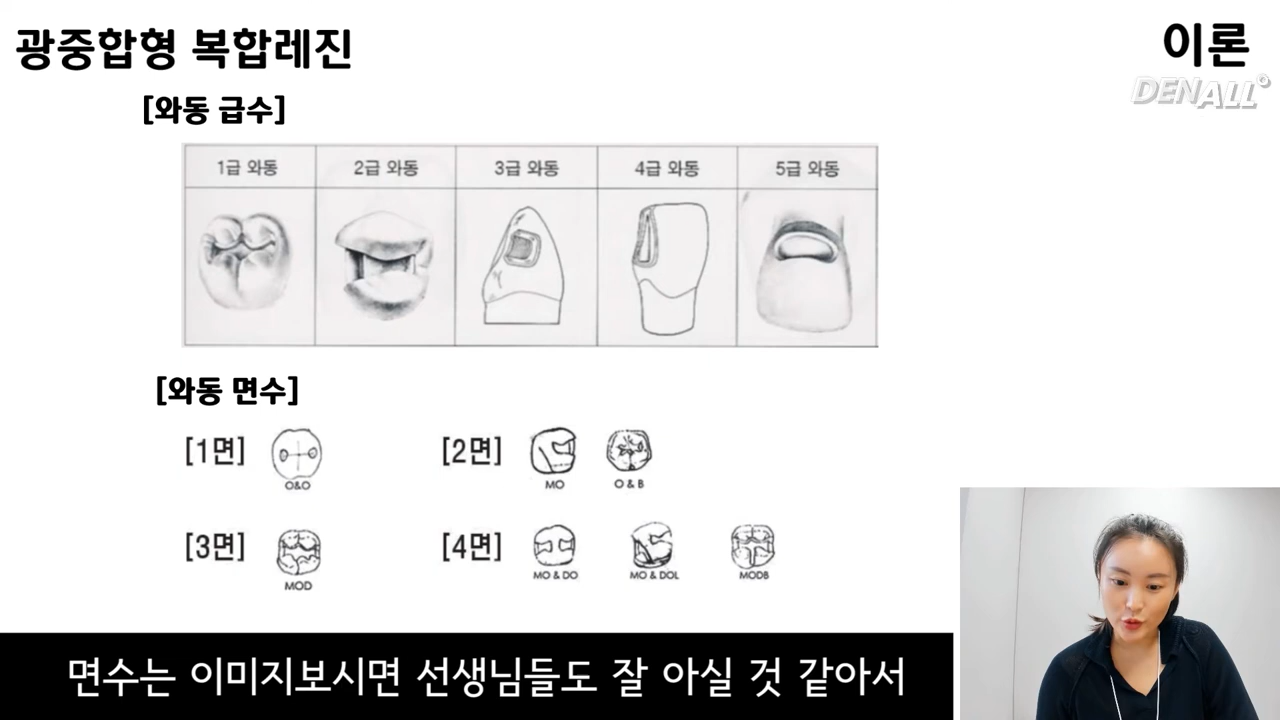 광중합형 복합레진
이론
DENALL
[와동 급수]
1급 와동 2급 와동 3급 와동 4급 와동 5급 와동
[와동 면수]
[1면] [2면]
O&O MO O & B
[3면] [4면]
MOD MO & DO MO & DOL MODB
면수는 이미지보시면 선생님들도 잘 아실 것 같아서